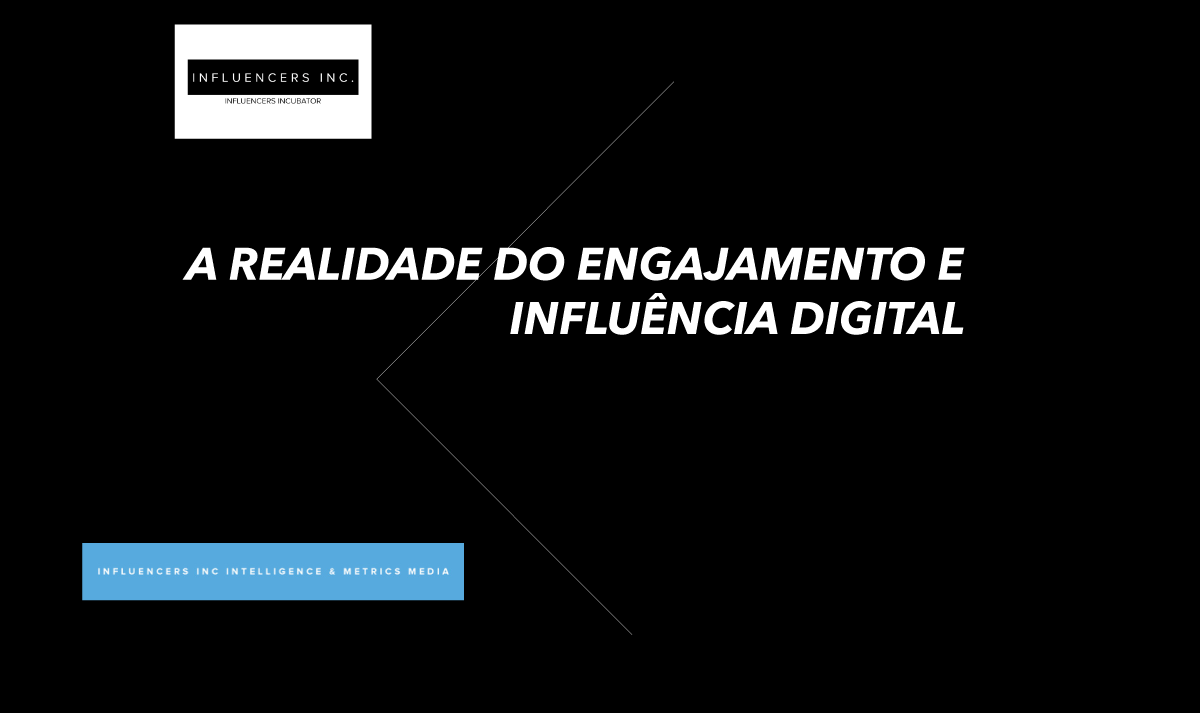 INFLUENCERS INC.
INFLUENCERS INCUBATOR
A REALIDADE DO ENGAJAMENTO E
INFLUÊNCIA DIGITAL
INFLUENCERS INC INTELLIGENCE & METRICS MEDIA